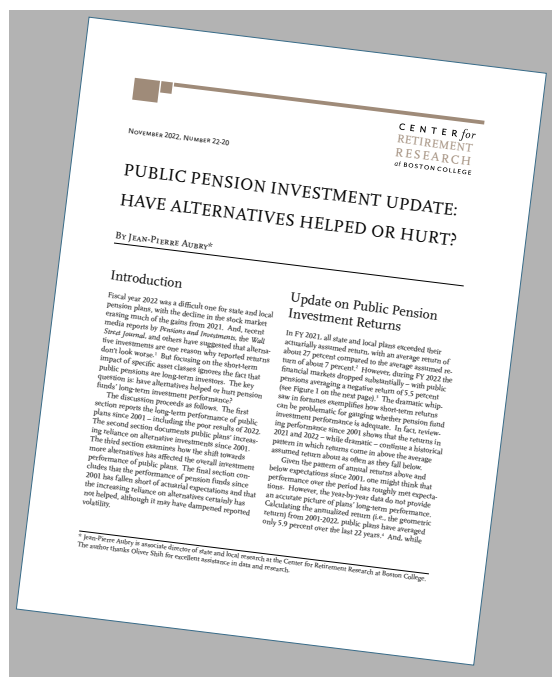 CENTER for
RETIREMENT
RESEARCH
at BOSTON COLLEGE
NOVEMBER 2022, NUMBER 22-20
PUBLIC PENSION INVESTMENT UPDATE:
HAVE ALTERNATIVES HELPED OR HURT?
BY JEAN-PIERRE AUBRY*
Introduction
Fiscal year 2022 was a difficult one for state and local
pension plans, with the decline in the stock market
erasing much of the gains from 2021. And, recent
media reports by Pensions and Investments, the Wall
Street Journal, and others have suggested that alterna-
tive investments are one reason why reported returns
don't look worse.¹ But focusing on the short-term
impact of specific asset classes ignores the fact that
public pensions are long-term investors. The key
question is: have alternatives helped or hurt pension
funds' long-term investment performance?
The discussion proceeds as follows. The first
section reports the long-term performance of public
plans since 2001 – including the poor results of 2022.
The second section documents public plans' increas-
ing reliance on alternative investments since 2001.
The third section examines how the shift towards
more alternatives has affected the overall investment
performance of public plans. The final section con-
cludes that the performance of pension funds since
2001 has fallen short of actuarial expectations and that
the increasing reliance on alternatives certainly has
not helped, although it may have dampened reported
volatility.
Update on Public Pension
Investment Returns
In FY 2021, all state and local plans exceeded their
actuarially assumed return, with an average return of
about 27 percent compared to the average assumed re-
turn of about 7 percent.² However, during FY 2022 the
financial markets dropped substantially – with public
pensions averaging a negative return of 5.5 percent
(see Figure 1 on the next page).³ The dramatic whip-
saw in fortunes exemplifies how short-term returns
can be problematic for gauging whether pension fund
investment performance is adequate. In fact, review-
ing performance since 2001 shows that the returns in
2021 and 2022 – while dramatic – continue a historical
pattern in which returns come in above the average
assumed return about as often as they fall below.
Given the pattern of annual returns above and
below expectations since 2001, one might think that
performance over the period has roughly met expecta-
tions. However, the year-by-year data do not provide
an accurate picture of plans' long-term performance.
Calculating the annualized return (i.e., the geometric
return) from 2001-2022, public plans have averaged
only 5.9 percent over the last 22 years.⁴ And, while
* Jean-Pierre Aubry is associate director of state and local research at the Center for Retirement Research at Boston College.
The author thanks Oliver Shih for excellent assistance in data and research.